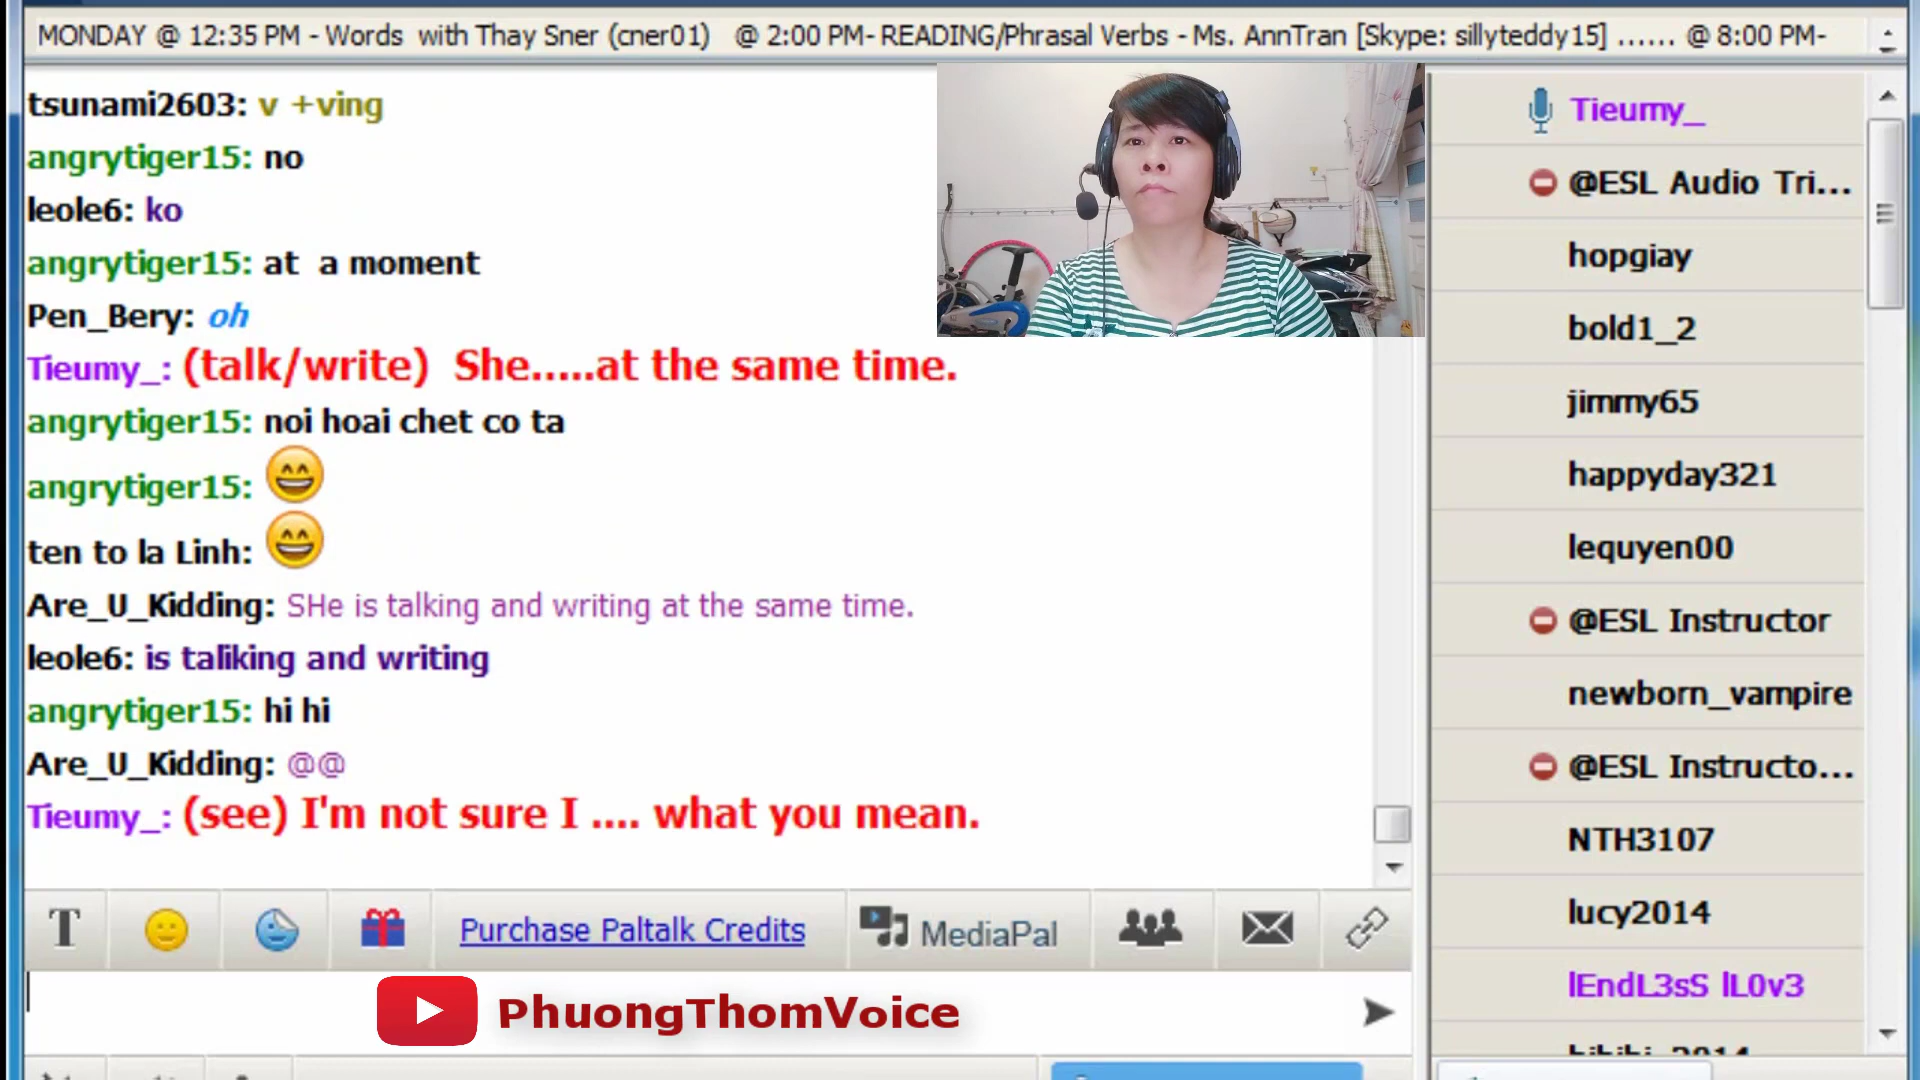 MONDAY @ 12:35 PM - Words with Thay Sner (cner01) @ 2:00 PM- READING/Phrasal Verbs - Ms. AnnTran [Skype: sillyteddy15] ...... @ 8:00 PM-
tsunami2603: v +ving
angrytiger15: no
leole6: ko
angrytiger15: at a moment
Pen_Bery: oh
Tieumy_: (talk/write) She.....at the same time.
angrytiger15: noi hoai chet co ta
angrytiger15:
ten to la Linh:
Are_U_Kidding: SHe is talking and writing at the same time.
leole6: is taliking and writing
angrytiger15: hi hi
Are_U_Kidding: @@
Tieumy_: (see) I'm not sure I .... what you mean.
T
Purchase Paltalk Credits
MediaPal
PhuongThomVoice
Tieumy_
@ESL Audio Tri...
hopgiay
bold1_2
jimmy65
happyday321
lequyen00
@ESL Instructor
newborn_vampire
@ESL Instructo...
NTH3107
lucy2014
lEndL3sS lL0v3